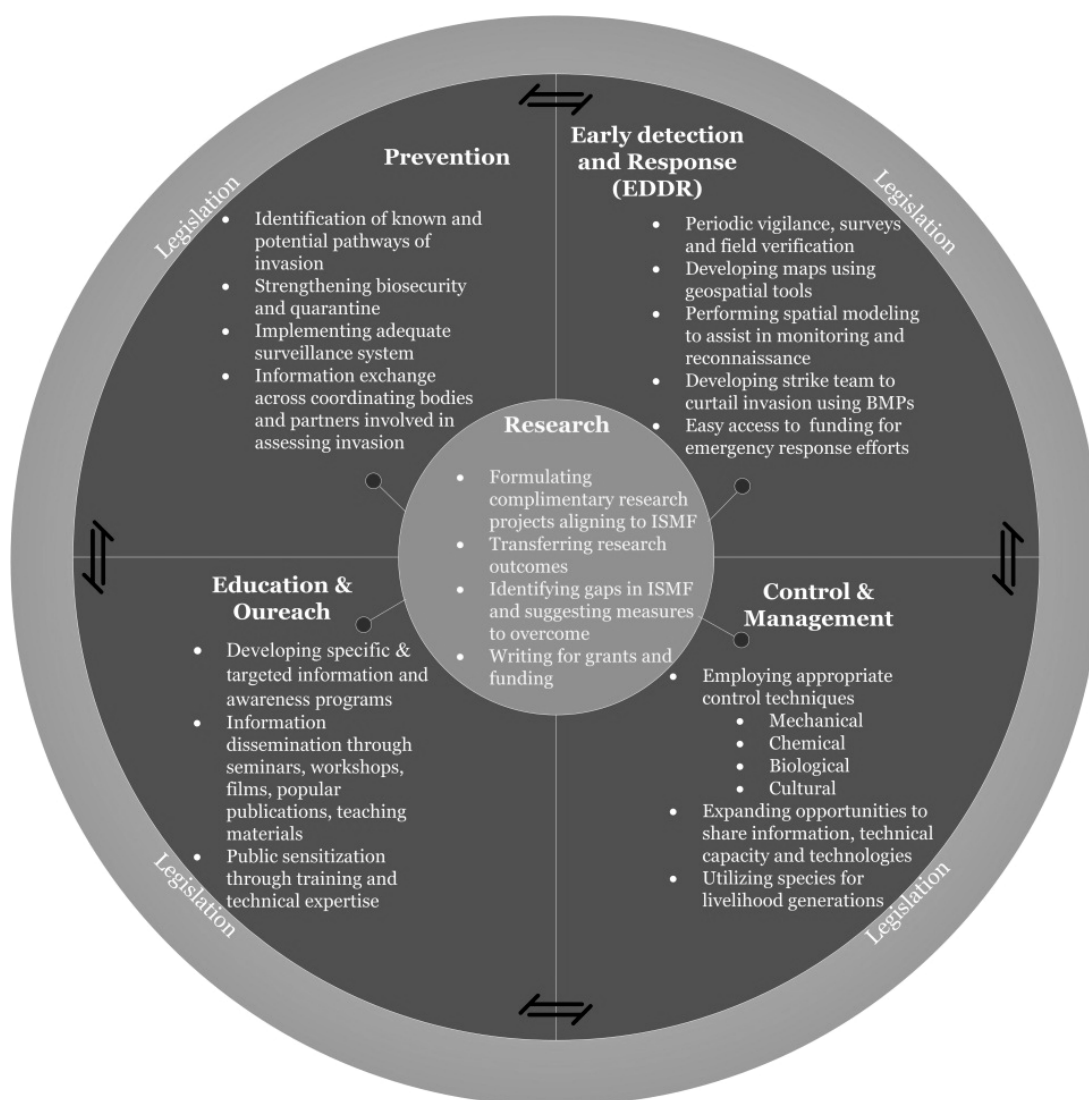 Legislation
Legislation
Prevention
• Identification of known and
potential pathways of
invasion
• Strengthening biosecurity
and quarantine
• Implementing adequate
surveillance system
• Information exchange
across coordinating bodies
and partners involved in
assessing invasion
Early detection
and Response
(EDDR)
• Periodic vigilance, surveys
and field verification
• Developing maps using
geospatial tools
• Performing spatial modeling
to assist in monitoring and
reconnaissance
• Developing strike team to
curtail invasion using BMPs
• Easy access to funding for
emergency response efforts
Research
• Formulating
complimentary research
projects aligning to ISMF
• Transferring research
outcomes
• Identifying gaps in ISMF
and suggesting measures
to overcome
• Writing for grants and
funding
Education &
Oureach
• Developing specific &
targeted information and
awareness programs
• Information
dissemination through
seminars, workshops,
films, popular
publications, teaching
materials
• Public sensitization
through training and
technical expertise
Control &
Management
• Employing appropriate
control techniques
• Mechanical
• Chemical
• Biological
• Cultural
• Expanding opportunities to
share information, technical
capacity and technologies
• Utilizing species for
livelihood generations
Legislation
Legislation